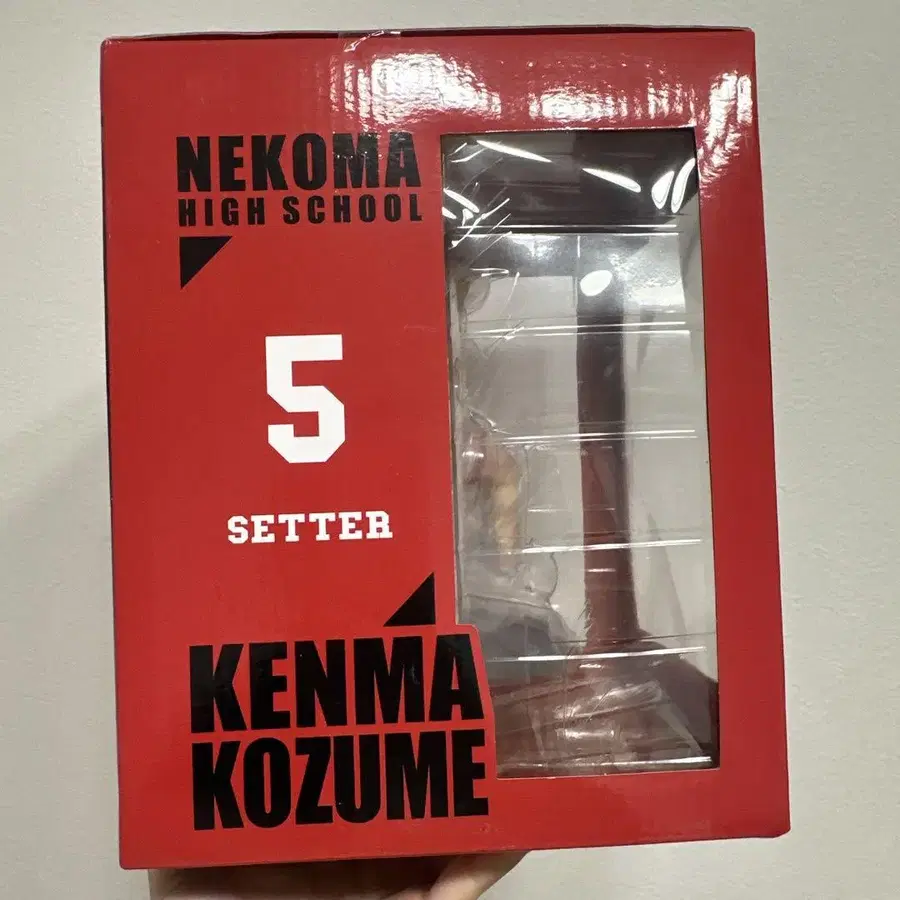 NEKOMA
HIGH SCHOOL
5
SETTER
KENMA
KOZUME